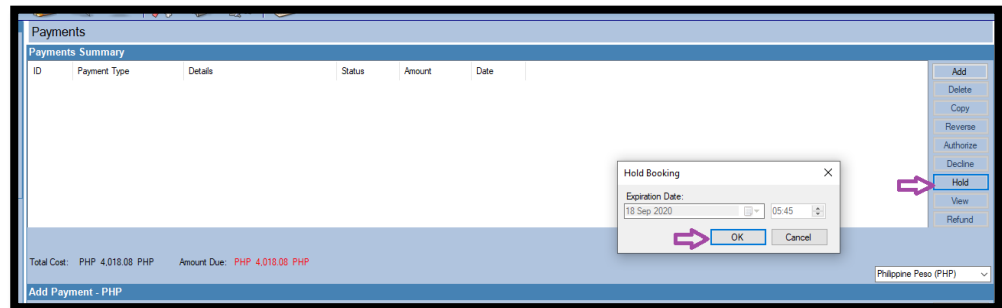 Payments
Payments Summary
ID Payment Type Details Status Amount Date
Add
Delete
Copy
Reverse
Authorize
Decline
Hold
View
Refund
Hold Booking
Expiration Date:
18 Sep 2020 05:45
OK Cancel
Total Cost: PHP 4,018.08 PHP Amount Due: PHP 4,018.08 PHP
Philippine Peso (PHP)
Add Payment - PHP